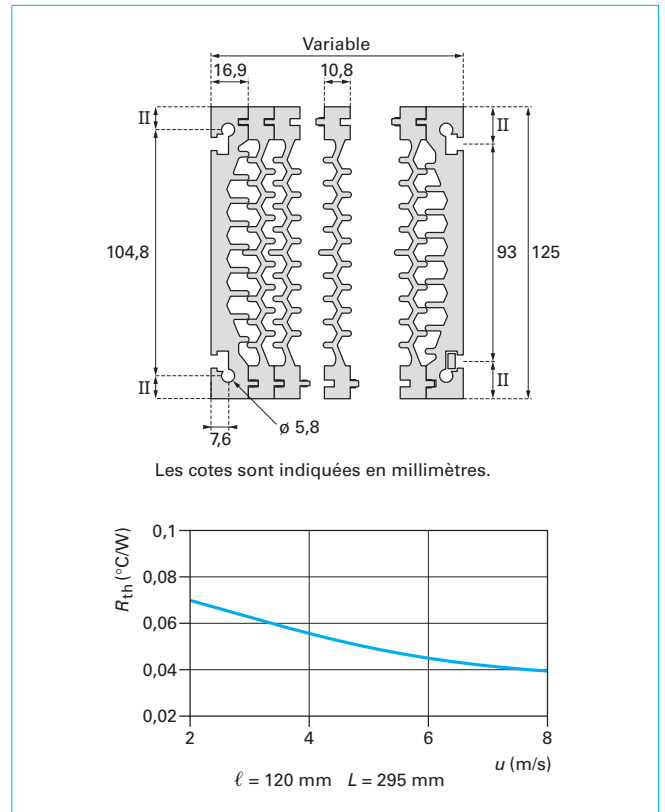 Variable
16,9
10,8
II
II
104,8
93
125
II
II
7,6
ø 5,8
Les cotes sont indiquées en millimètres.
R th (°C/W)
0,1
0,08
0,06
0,04
0,02
2
4
6
8
u (m/s)
ℓ = 120 mm L = 295 mm